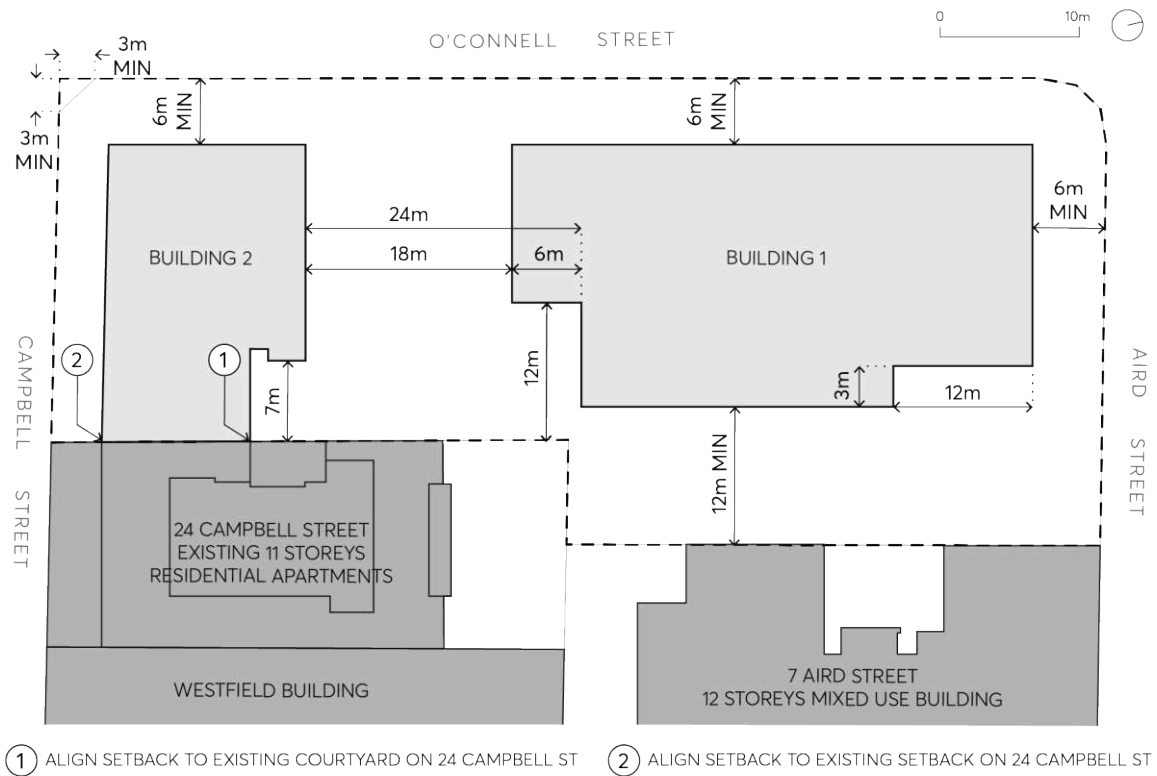 0 10m
O'CONNELL STREET
3m
MIN
3m
MIN
6m
MIN
6m
MIN
6m
MIN
24m
18m
6m
BUILDING 2
BUILDING 1
CAMPBELL STREET
AIRD STREET
2
1
7m
12m
3m
12m
12m MIN
24 CAMPBELL STREET
EXISTING 11 STOREYS
RESIDENTIAL APARTMENTS
WESTFIELD BUILDING
7 AIRD STREET
12 STOREYS MIXED USE BUILDING
1 ALIGN SETBACK TO EXISTING COURTYARD ON 24 CAMPBELL ST
2 ALIGN SETBACK TO EXISTING SETBACK ON 24 CAMPBELL ST